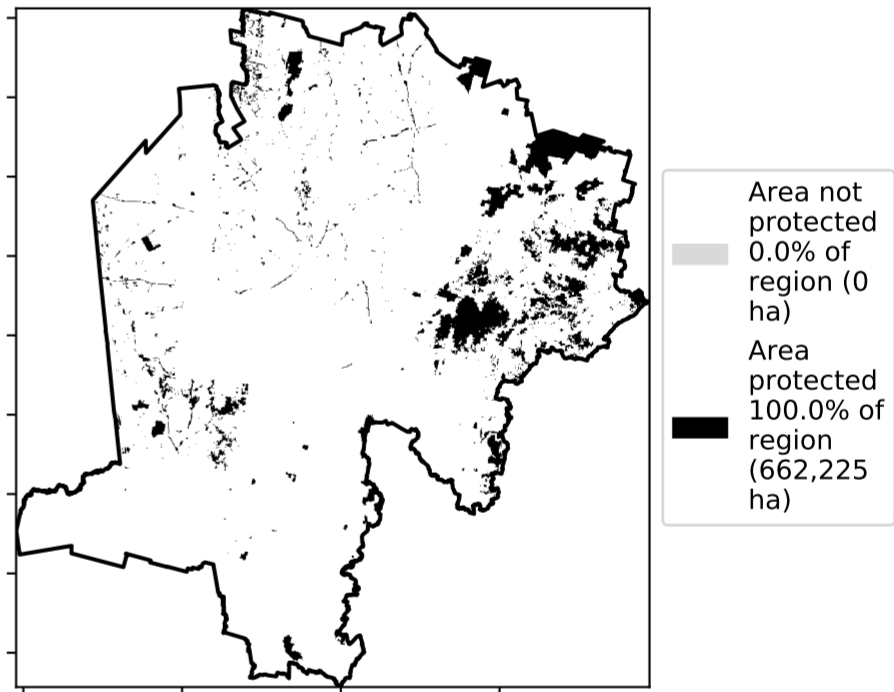 Area not
protected
0.0% of
region (0
ha)
Area
protected
100.0% of
region
(662,225
ha)